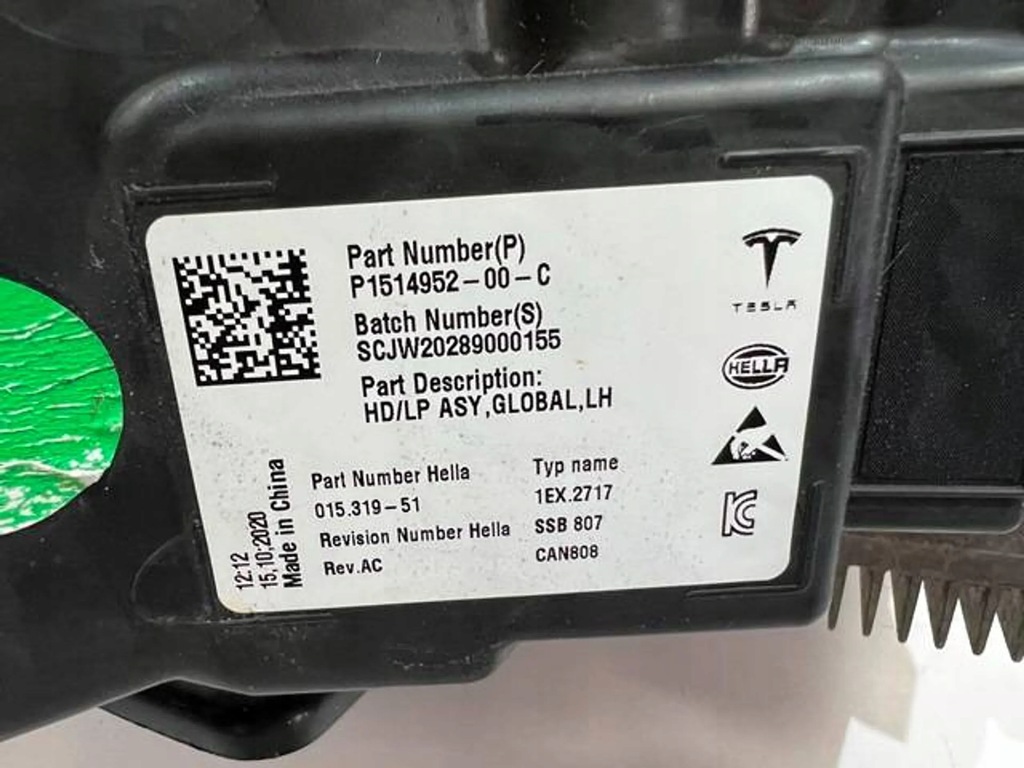 Part Number(P)
P1514952-00-C
Batch Number(S)
SCJW20289000155
Part Description:
HD/LP ASY,GLOBAL,LH
TESLA
HELLA
Part Number Hella
015.319-51
Revision Number Hella
Rev.AC
Typ name
1EX.2717
SSB 807
CAN808
12:12
15,10;2020
Made in China